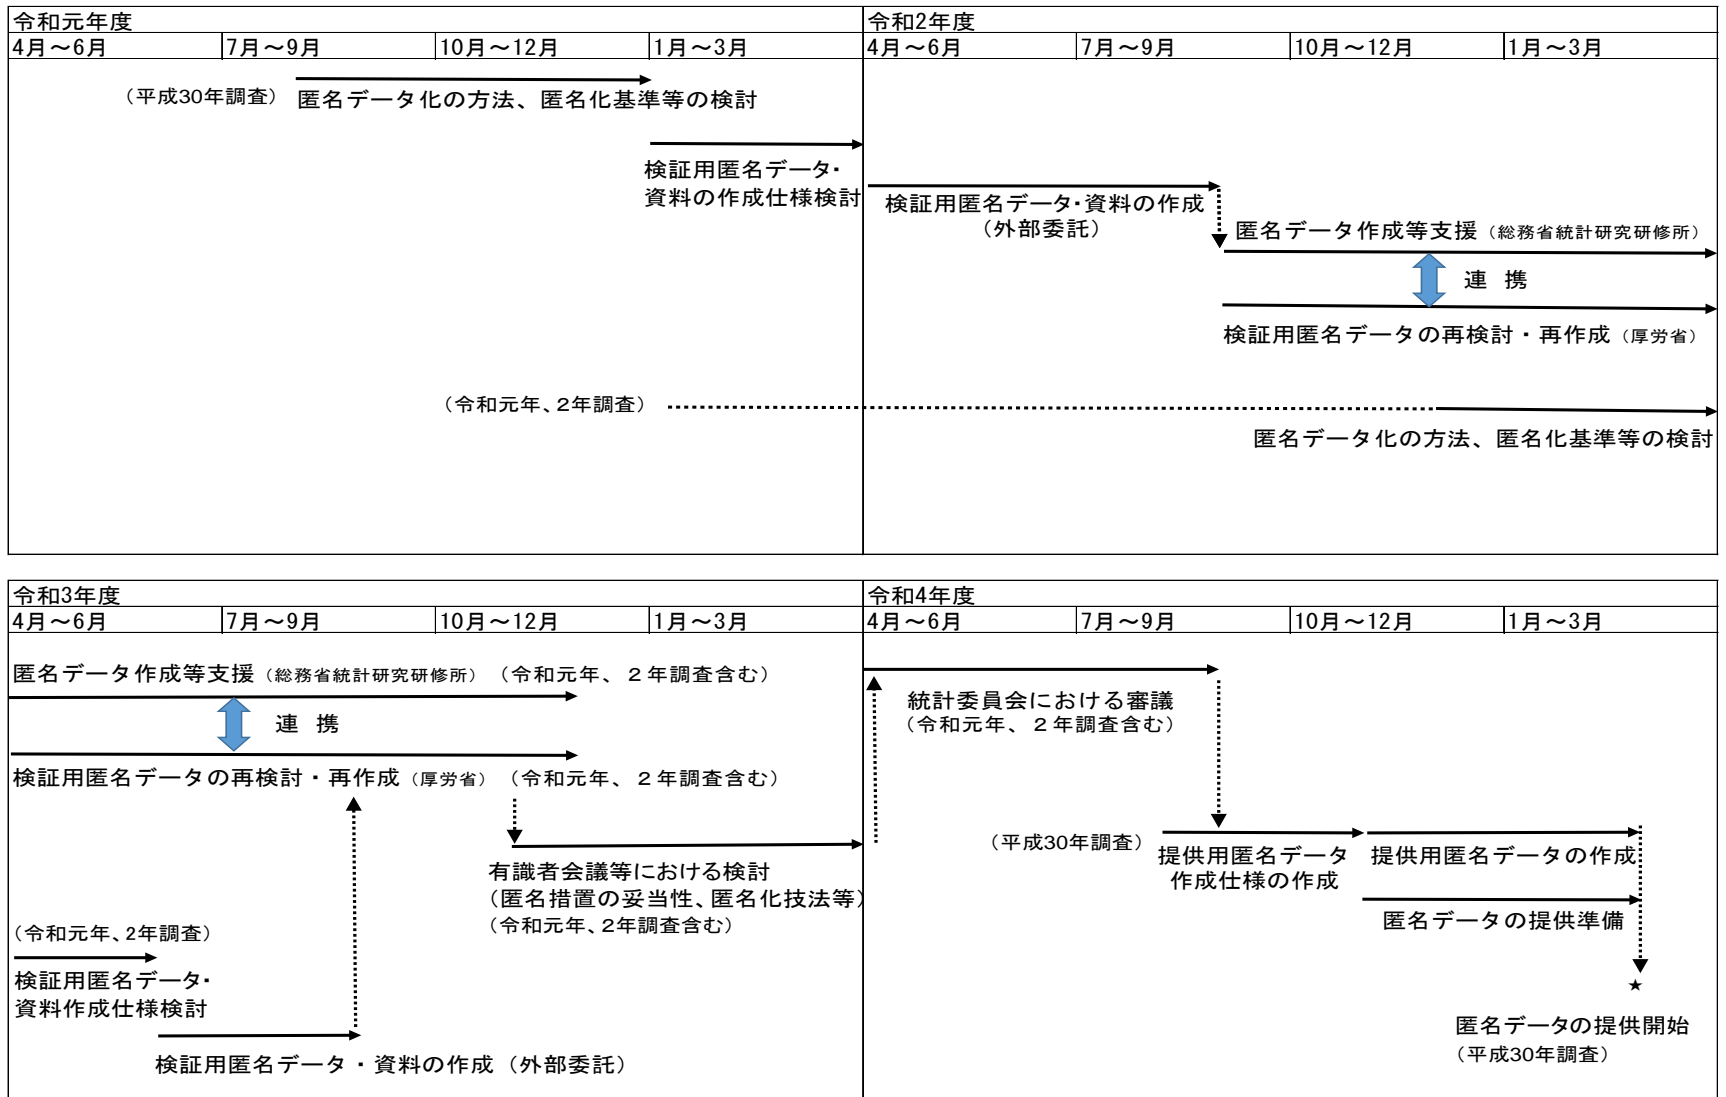 令和元年度
令和2年度
4月～6月
7月～9月
10月～12月
1月～3月
4月～6月
7月～9月
10月～12月
1月～3月
（平成30年調査）
匿名データ化の方法、匿名化基準等の検討
検証用匿名データ・
資料の作成仕様検討
検証用匿名データ・資料の作成
（外部委託）
匿名データ作成等支援（総務省統計研究研修所）
連 携
検証用匿名データの再検討・再作成（厚労省）
（令和元年、2年調査）
匿名データ化の方法、匿名化基準等の検討
令和3年度
令和4年度
4月～6月
7月～9月
10月～12月
1月～3月
4月～6月
7月～9月
10月～12月
1月～3月
匿名データ作成等支援（総務省統計研究研修所）（令和元年、２年調査含む）
連 携
検証用匿名データの再検討・再作成（厚労省）（令和元年、２年調査含む）
有識者会議等における検討
（匿名措置の妥当性、匿名化技法等）
（令和元年、2年調査含む）
（令和元年、2年調査）
検証用匿名データ・
資料作成仕様検討
検証用匿名データ・資料の作成（外部委託）
統計委員会における審議
（令和元年、２年調査含む）
（平成30年調査）
提供用匿名データ
作成仕様の作成
提供用匿名データの作成
匿名データの提供準備
★
匿名データの提供開始
（平成30年調査）